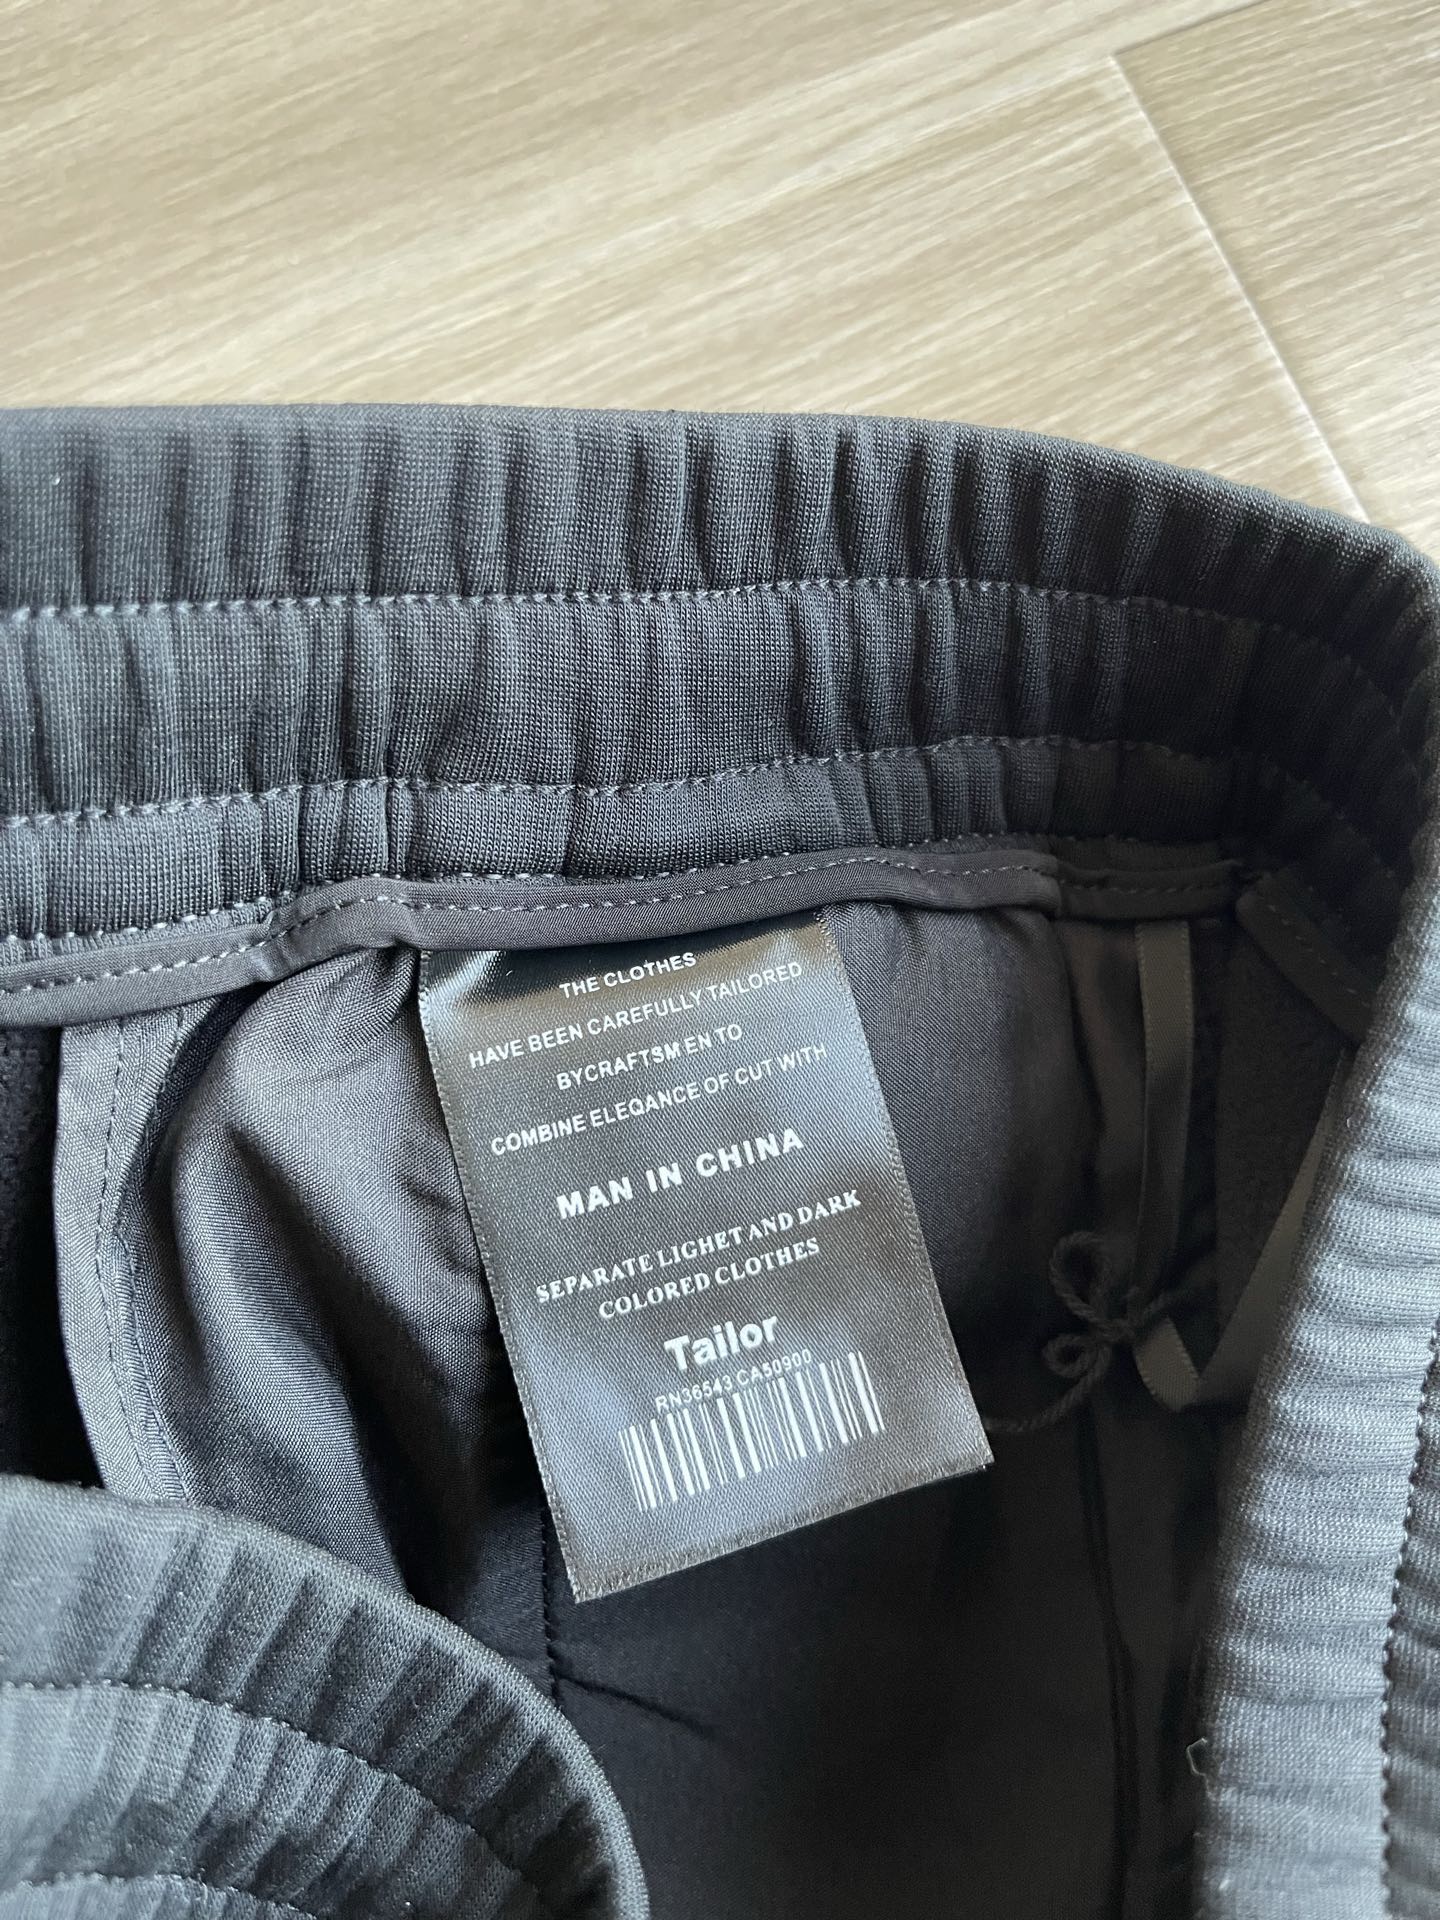 THE CLOTHES
HAVE BEEN CAREFULLY TAILORED
BYCRAFTSM EN TO
COMBINE ELEQANCE OF CUT WITH
MAN IN CHINA
SEPARATE LIGHET AND DARK
COLORED CLOTHES
Tailor
RN36543 CA50900